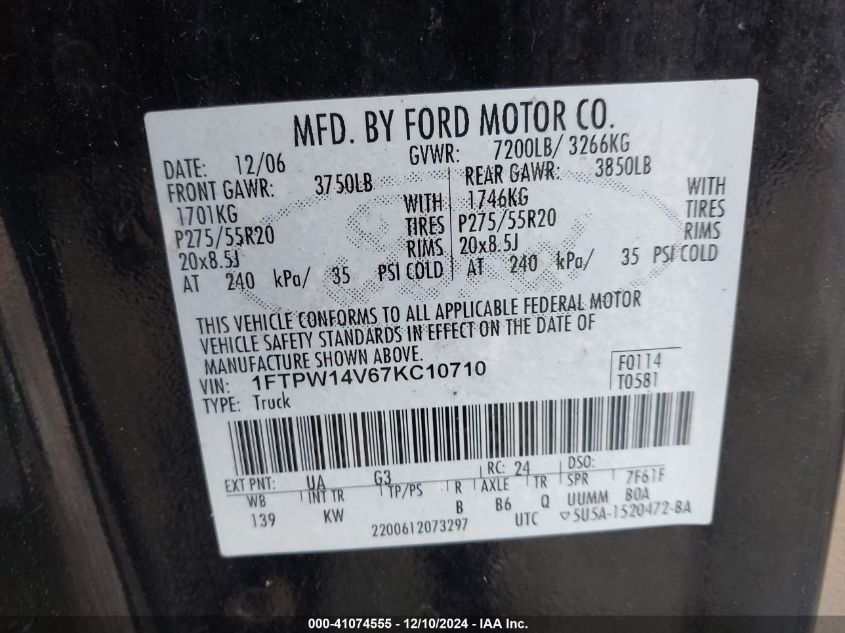 MFD. BY FORD MOTOR CO.
DATE: 12/06 GVWR: 7200LB/ 3266KG
FRONT GAWR: 3750LB REAR GAWR: 3850LB
1701KG WITH 1746KG WITH
P275/55R20 TIRES P275/55R20 TIRES
20x8.5J RIMS 20x8.5J RIMS
AT 240 kPa/ 35 PSI COLD AT 240 kPa/ 35 PSI COLD
THIS VEHICLE CONFORMS TO ALL APPLICABLE FEDERAL MOTOR
VEHICLE SAFETY STANDARDS IN EFFECT ON THE DATE OF
MANUFACTURE SHOWN ABOVE.
VIN: 1FTPW14V67KC10710 F0114
TYPE: Truck T0581
EXT PNT: UA G3 RC: 24 DSO:
WB INT TR TP/PS R AXLE TR SPR 7F61F
139 KW B B6 Q UUMM BOA
2200612073297 UTC ▽5U5A-1520472-BA
000-41074555 - 12/10/2024 - IAA Inc.